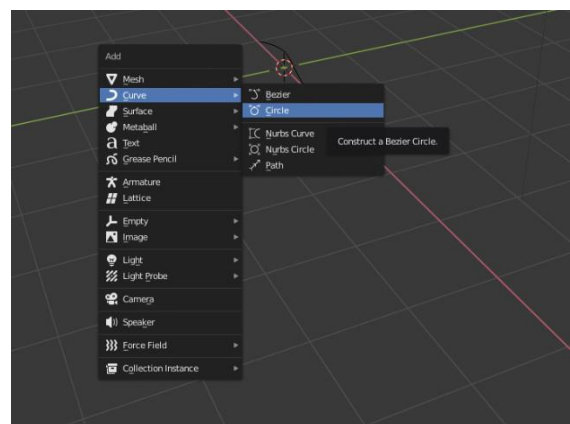 Add
Mesh
Curve
Surface
Metaball
Text
Grease Pencil
Armature
Lattice
Empty
Image
Light
Light Probe
Camera
Speaker
Force Field
Collection Instance
Bezier
Circle
Nurbs Curve
Nurbs Circle
Path
Construct a Bezier Circle.